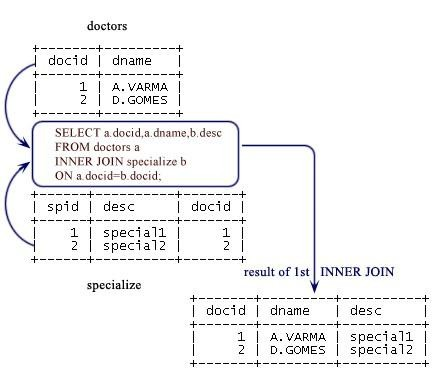 doctors
+-------+---------+
| docid | dname   |
+-------+---------+
|     1 | A.VARMA |
|     2 | D.GOMES |
+-------+---------+
SELECT a.docid,a.dname,b.desc
FROM doctors a
INNER JOIN specialize b
ON a.docid=b.docid;
+------+----------+-------+
| spid | desc     | docid |
+------+----------+-------+
|    1 | special1 |     1 |
|    2 | special2 |     2 |
+------+----------+-------+
specialize
result of 1st INNER JOIN
+-------+---------+----------+
| docid | dname   | desc     |
+-------+---------+----------+
|     1 | A.VARMA | special1 |
|     2 | D.GOMES | special2 |
+-------+---------+----------+